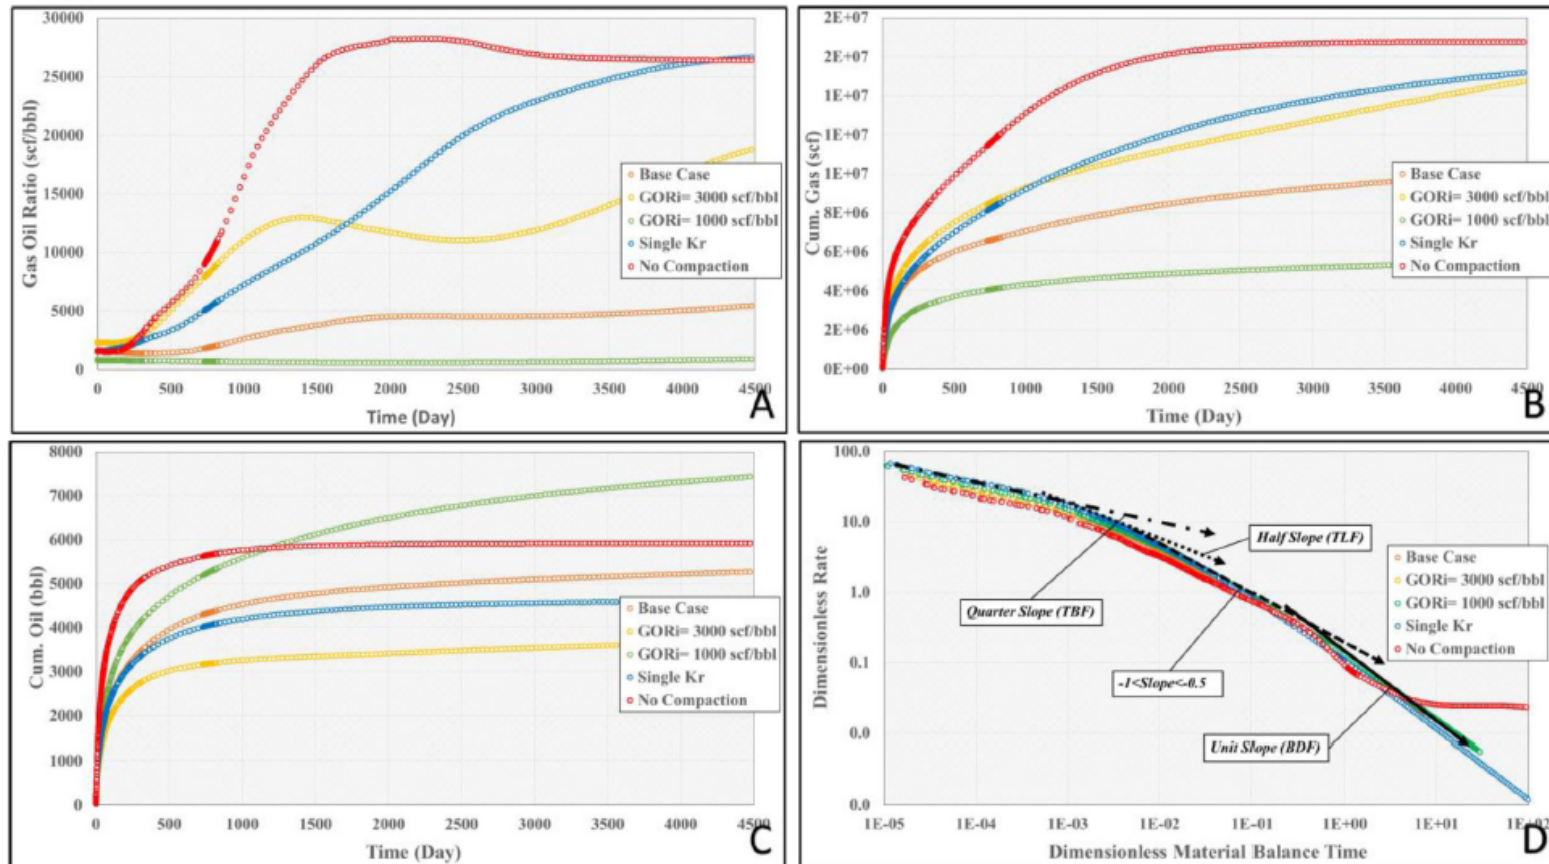 30000
25000
20000
15000
10000
5000
0
Gas Oil Ratio (scf/bbl)
0 500 1000 1500 2000 2500 3000 3500 4000 4500
Time (Day)
Base Case
GORi= 3000 scf/bbl
GORi= 1000 scf/bbl
Single Kr
No Compaction
A
2E+07
2E+07
1E+07
1E+07
1E+07
8E+06
6E+06
4E+06
2E+06
0E+00
Cum. Gas (scf)
0 500 1000 1500 2000 2500 3000 3500 4000 4500
Time (Day)
Base Case
GORi= 3000 scf/bbl
GORi= 1000 scf/bbl
Single Kr
No Compaction
B
8000
7000
6000
5000
4000
3000
2000
1000
0
Cum. Oil (bbl)
0 500 1000 1500 2000 2500 3000 3500 4000 4500
Time (Day)
Base Case
GORi= 3000 scf/bbl
GORi= 1000 scf/bbl
Single Kr
No Compaction
C
100.0
10.0
1.0
0.1
0.0
0.0
Dimensionless Rate
1E-05 1E-04 1E-03 1E-02 1E-01 1E+00 1E+01 1E+02
Dimensionless Material Balance Time
Half Slope (TLF)
Quarter Slope (TBF)
-1<Slope<-0.5
Unit Slope (BDF)
Base Case
GORi= 3000 scf/bbl
GORi= 1000 scf/bbl
Single Kr
No Compaction
D